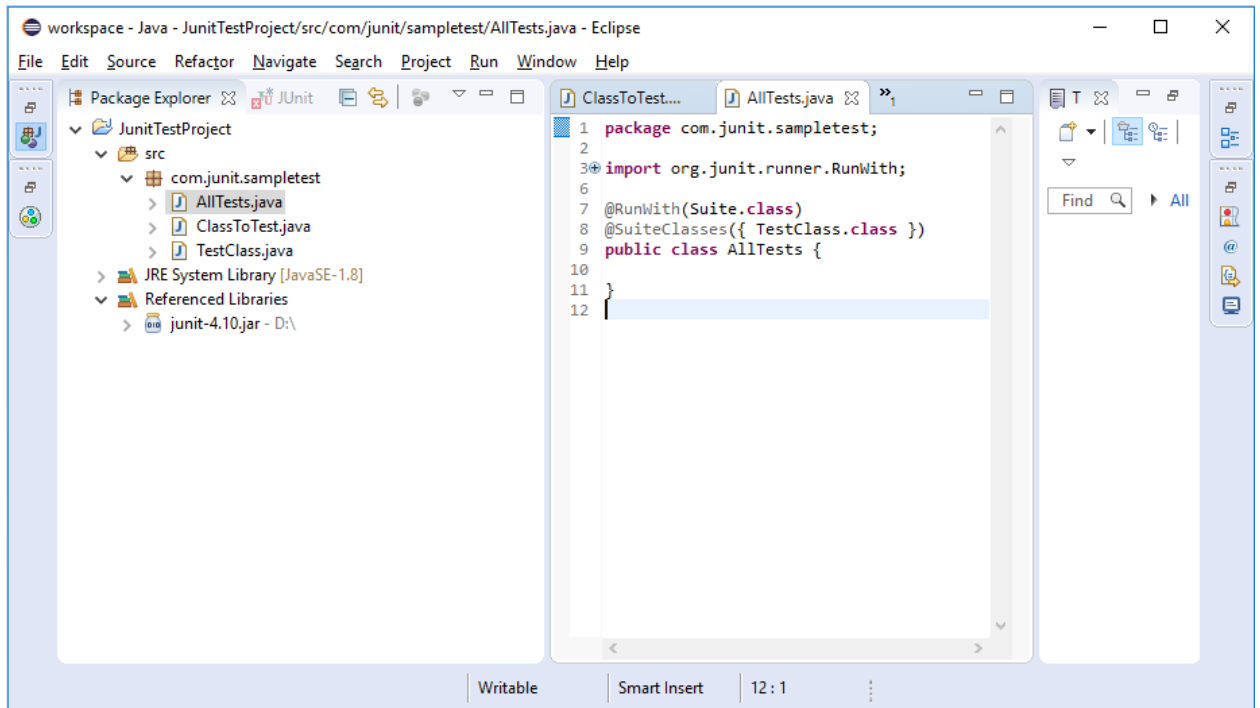 workspace - Java - JunitTestProject/src/com/junit/sampletest/AllTests.java - Eclipse
File Edit Source Refactor Navigate Search Project Run Window Help
Package Explorer JUnit
JunitTestProject
src
com.junit.sampletest
AllTests.java
ClassToTest.java
TestClass.java
JRE System Library [JavaSE-1.8]
Referenced Libraries
junit-4.10.jar - D:\
ClassToTest.... AllTests.java »1
1 package com.junit.sampletest;
2
3 import org.junit.runner.RunWith;
6
7 @RunWith(Suite.class)
8 @SuiteClasses({ TestClass.class })
9 public class AllTests {
10
11 }
12
T
Find All
Writable Smart Insert 12 : 1